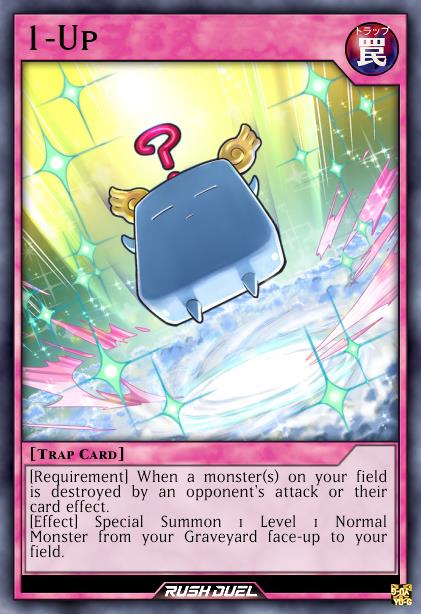 1-Up
トラップ
罠
?
[Trap Card]
[Requirement] When a monster(s) on your field
is destroyed by an opponent's attack or their
card effect.
[Effect] Special Summon 1 Level 1 Normal
Monster from your Graveyard face-up to your
field.
RUSH DUEL